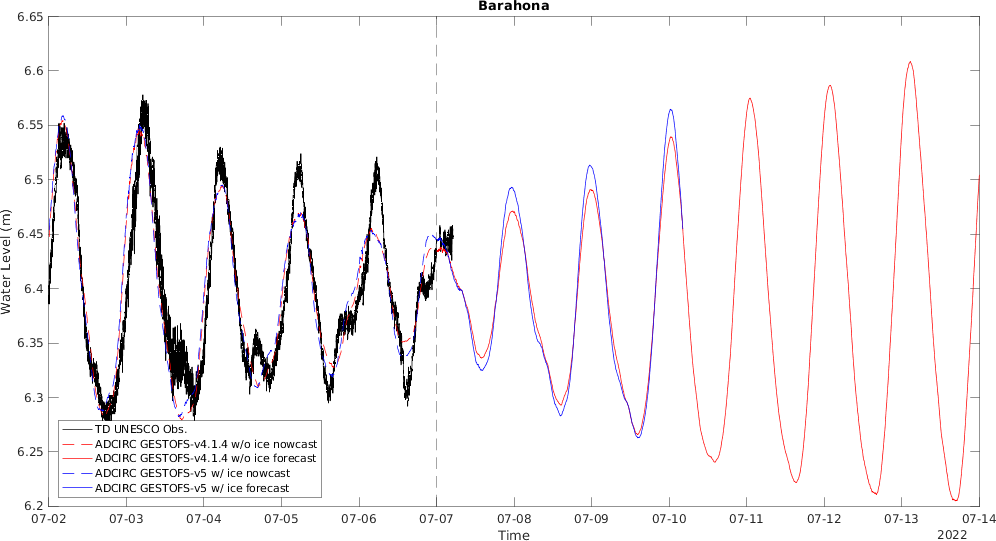 Barahona
6.65
6.6
6.55
6.5
6.45
6.4
6.35
6.3
6.25
6.2
Water Level (m)
TD UNESCO Obs.
ADCIRC GESTOFS-v4.1.4 w/o ice nowcast
ADCIRC GESTOFS-v4.1.4 w/o ice forecast
ADCIRC GESTOFS-v5 w/ ice nowcast
ADCIRC GESTOFS-v5 w/ ice forecast
07-02 07-03 07-04 07-05 07-06 07-07 07-08 07-09 07-10 07-11 07-12 07-13 07-14
Time
2022